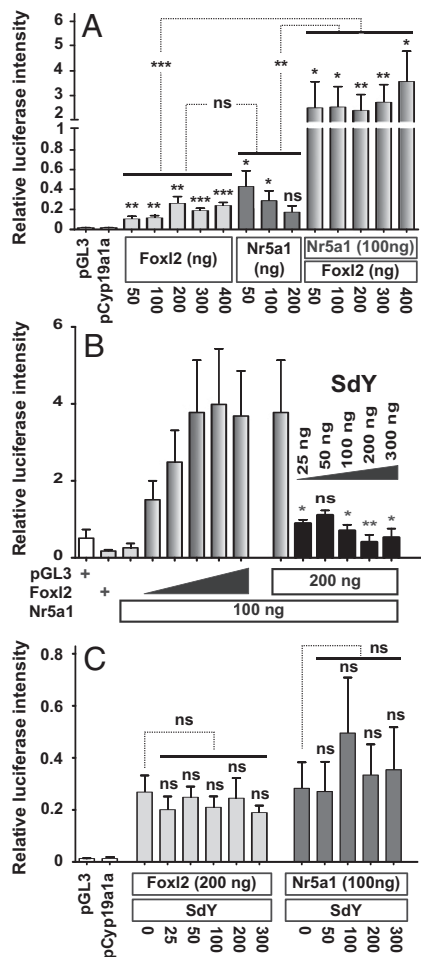 A
Relative luciferase intensity
6
5
4
3
2
1
0.6
0.4
0.2
0
***
ns
**
** ** ** *** ***
* * ns
* * ** ** *
pGL3
pCyp19a1a
Foxl2 (ng)
50 100 200 300 400
Nr5a1 (ng)
50 100 200
Nr5a1 (100ng)
Foxl2 (ng)
50 100 200 300 400
B
Relative luciferase intensity
6
4
2
0
SdY
25 ng
50 ng
100 ng
200 ng
300 ng
* ns * ** *
pGL3 +
Foxl2 + 200 ng
Nr5a1 100 ng
C
Relative luciferase intensity
0.8
0.6
0.4
0.2
0
ns
ns ns ns ns ns
ns
ns ns ns ns
pGL3
pCyp19a1a
Foxl2 (200 ng)
SdY
0 25 50 100 200 300
Nr5a1 (100ng)
SdY
0 50 100 200 300